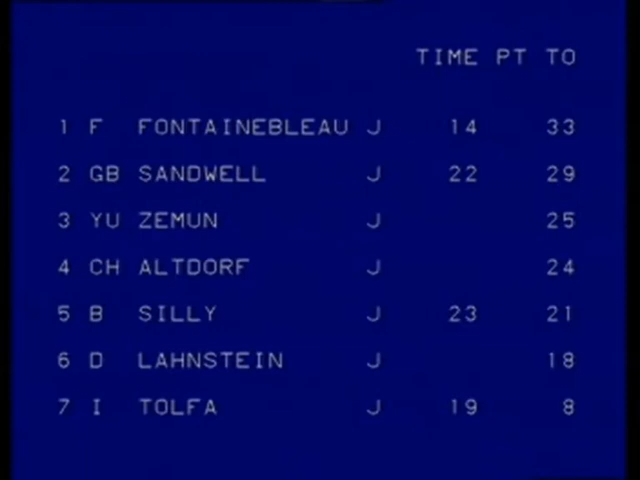 TIME PT TO
1 F FONTAINEBLEAU J 14 33
2 GB SANDWELL J 22 29
3 YU ZEMUN J 25
4 CH ALTDORF J 24
5 B SILLY J 23 21
6 D LAHNSTEIN J 18
7 I TOLFA J 19 8